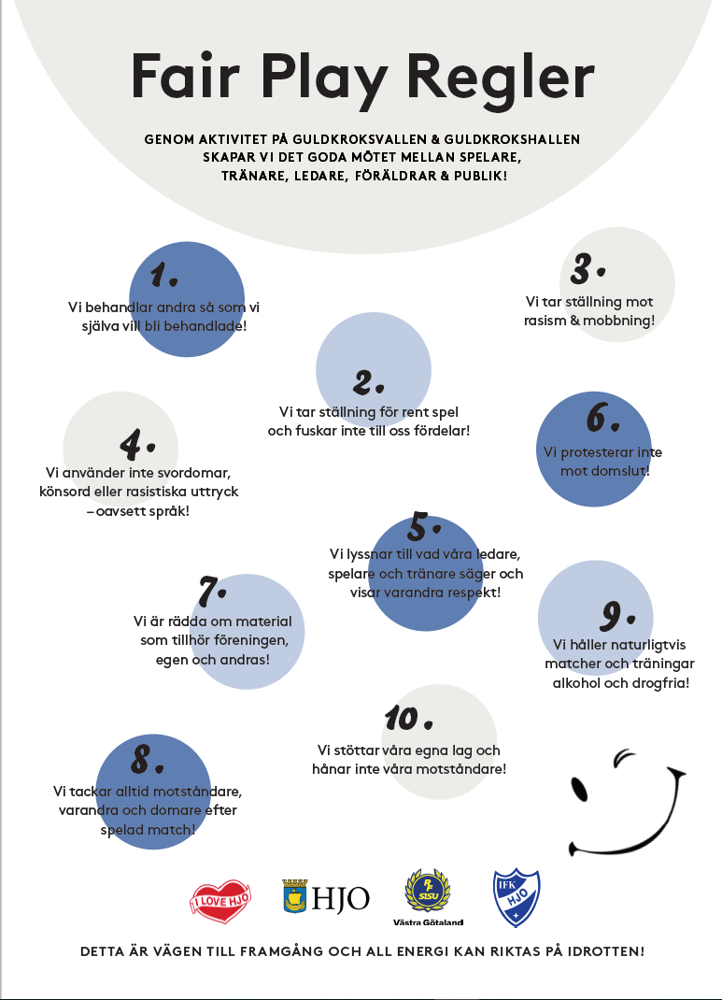 Fair Play Regler
GENOM AKTIVITET PÅ GULDKROKSVALLEN & GULDKROKSHALLEN
SKAPAR VI DET GODA MÖTET MELLAN SPELARE,
TRÄNARE, LEDARE, FÖRÄLDRAR & PUBLIK!
1.
Vi behandlar andra så som vi
själva vill bli behandlade!
2.
Vi tar ställning för rent spel
och fuskar inte till oss fördelar!
3.
Vi tar ställning mot
rasism & mobbning!
4.
Vi använder inte svordomar,
könsord eller rasistiska uttryck
– oavsett språk!
5.
Vi lyssnar till vad våra ledare,
spelare och tränare säger och
visar varandra respekt!
6.
Vi protesterar inte
mot domslut!
7.
Vi är rädda om material
som tillhör föreningen,
egen och andras!
8.
Vi tackar alltid motståndare,
varandra och domare efter
spelad match!
9.
Vi håller naturligtvis
matcher och träningar
alkohol och drogfria!
10.
Vi stöttar våra egna lag och
hånar inte våra motståndare!
I LOVE HJO
HJO
RF
SISU
Västra Götaland
IFK
HJO
DETTA ÄR VÄGEN TILL FRAMGÅNG OCH ALL ENERGI KAN RIKTAS PÅ IDROTTEN!